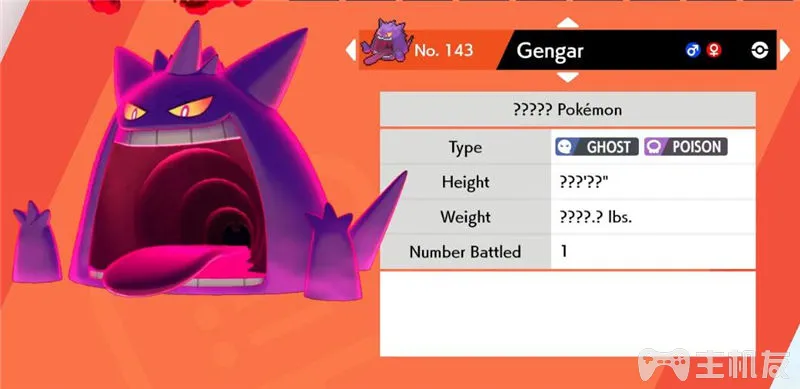 No. 143 Gengar ♂ ♀
????? Pokémon
Type GHOST POISON
Height ???'??"
Weight ????.? lbs.
Number Battled 1
主机友